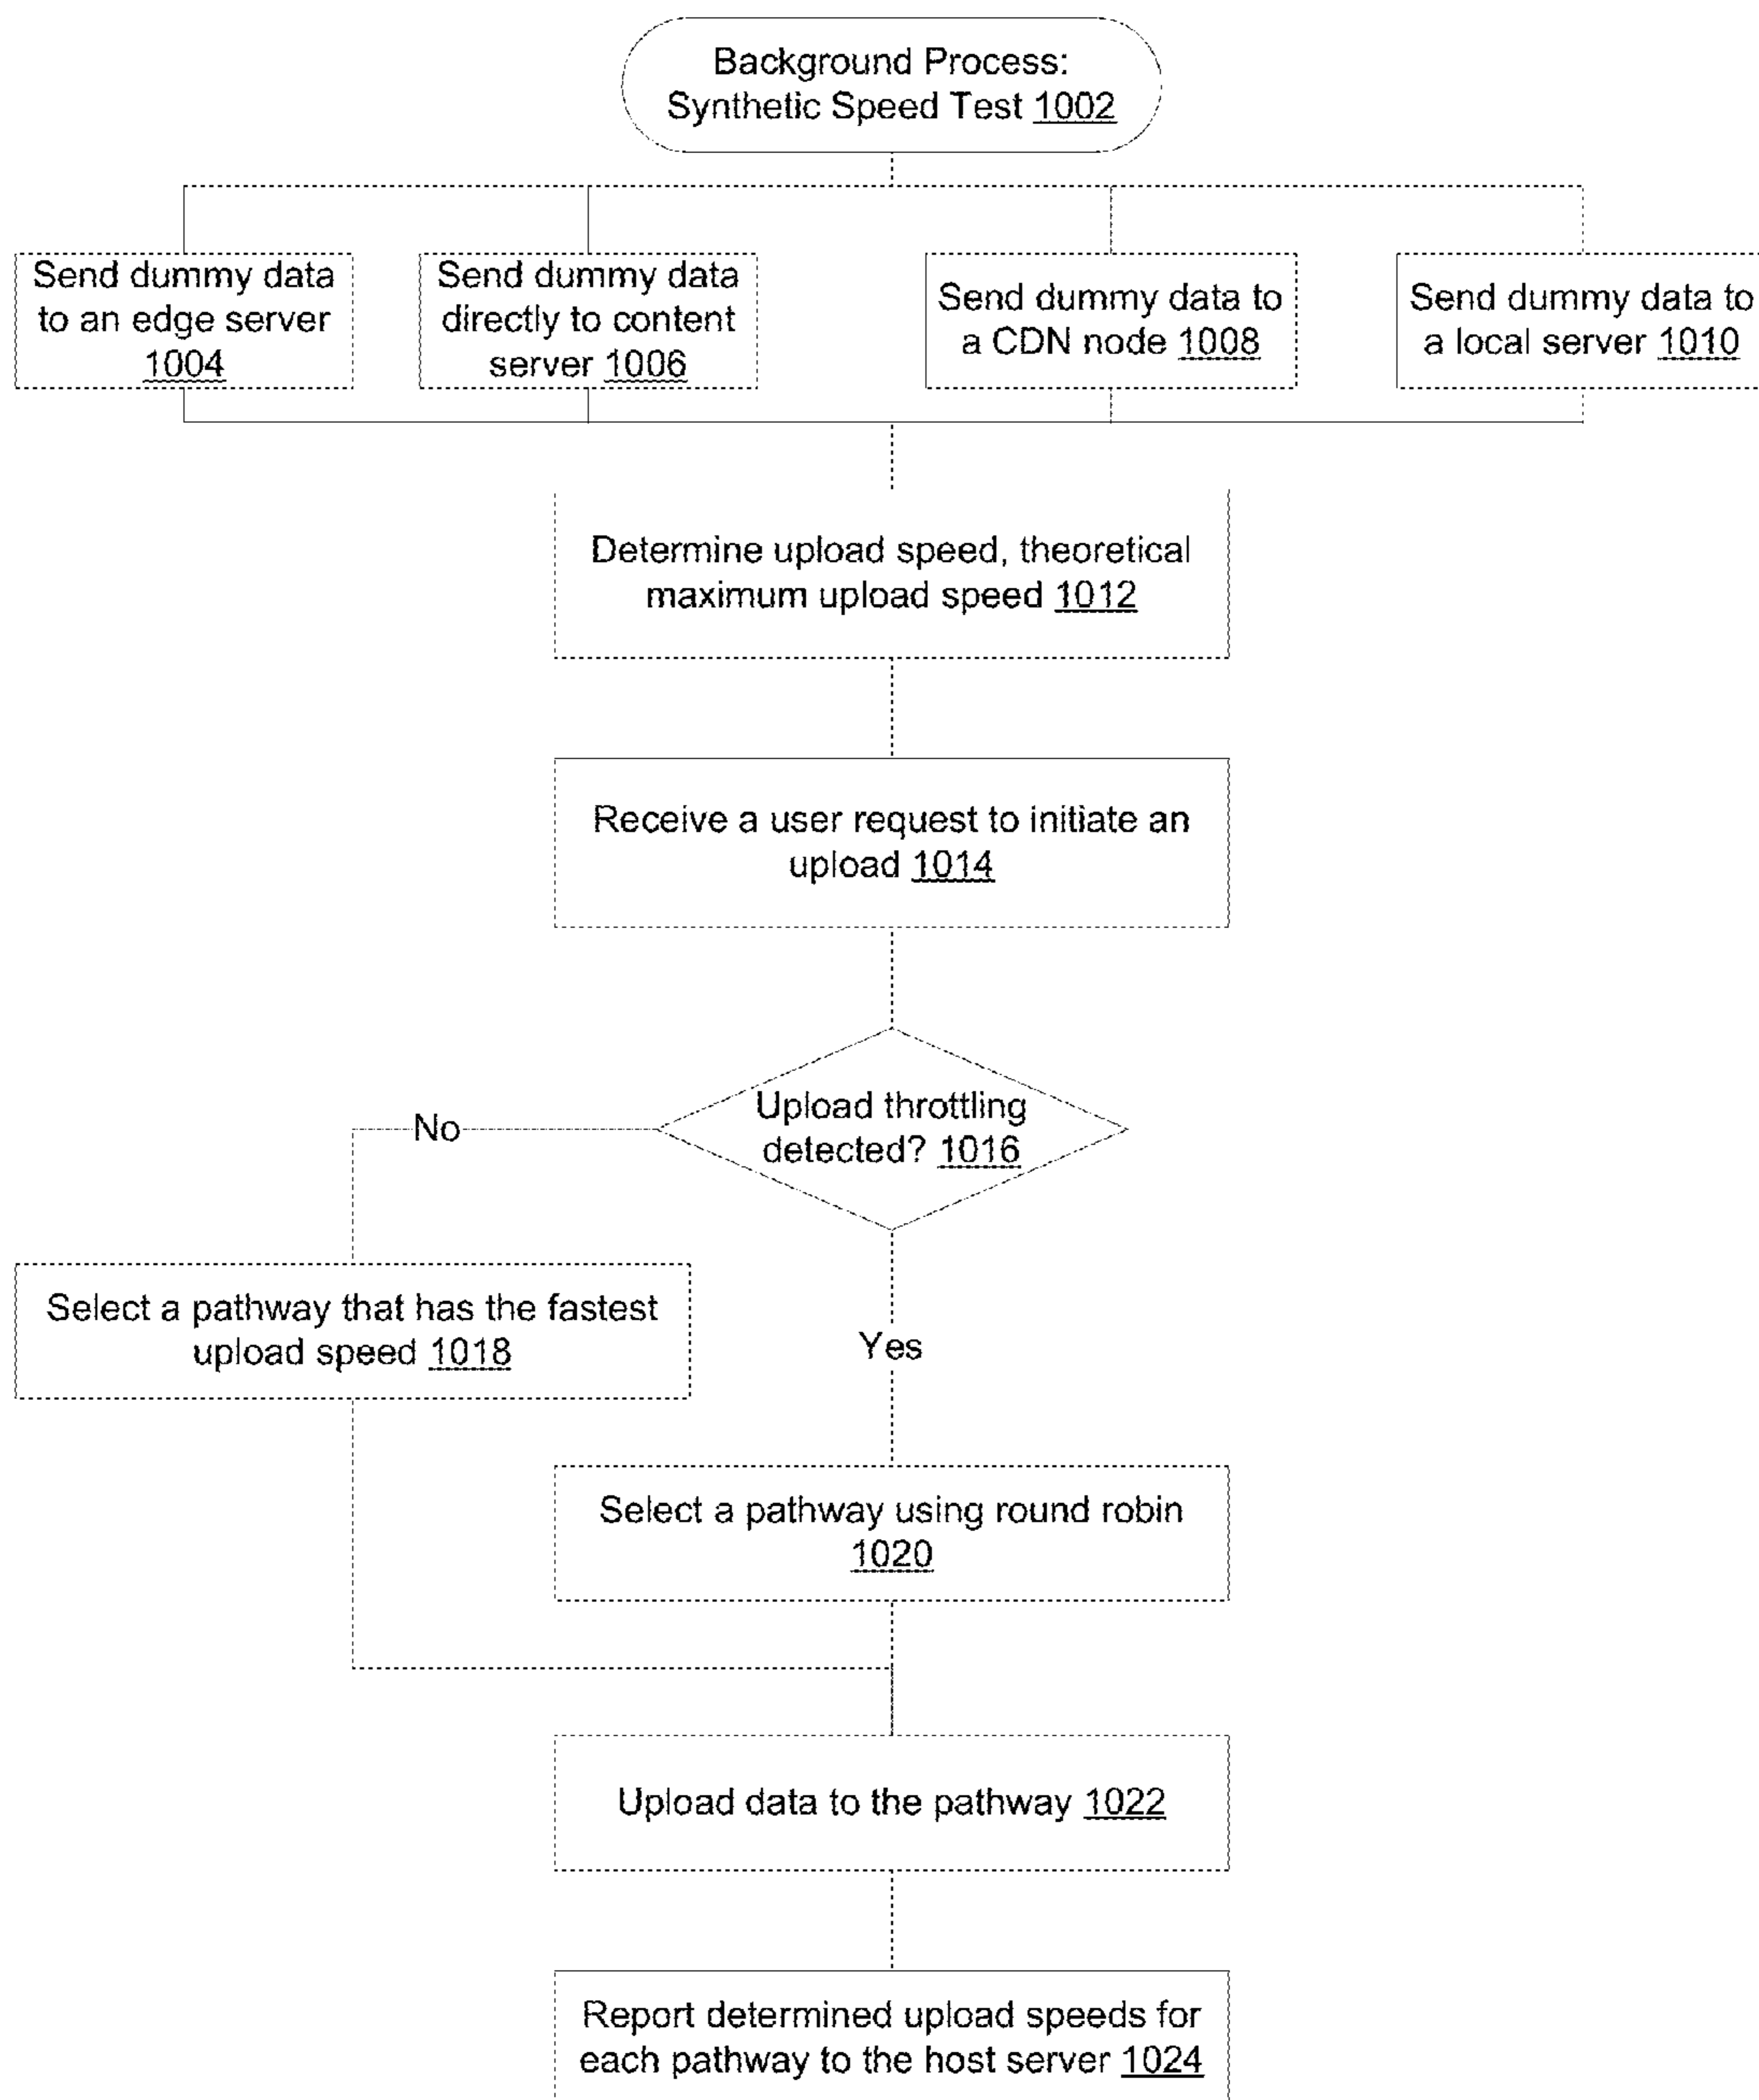 Background Process:
Synthetic Speed Test 1002
Send dummy data
to an edge server
1004
Send dummy data
directly to content
server 1006
Send dummy data to
a CDN node 1008
Send dummy data to
a local server 1010
Determine upload speed, theoretical
maximum upload speed 1012
Receive a user request to initiate an
upload 1014
Upload throttling
detected? 1016
No
Select a pathway that has the fastest
upload speed 1018
Yes
Select a pathway using round robin
1020
Upload data to the pathway 1022
Report determined upload speeds for
each pathway to the host server 1024